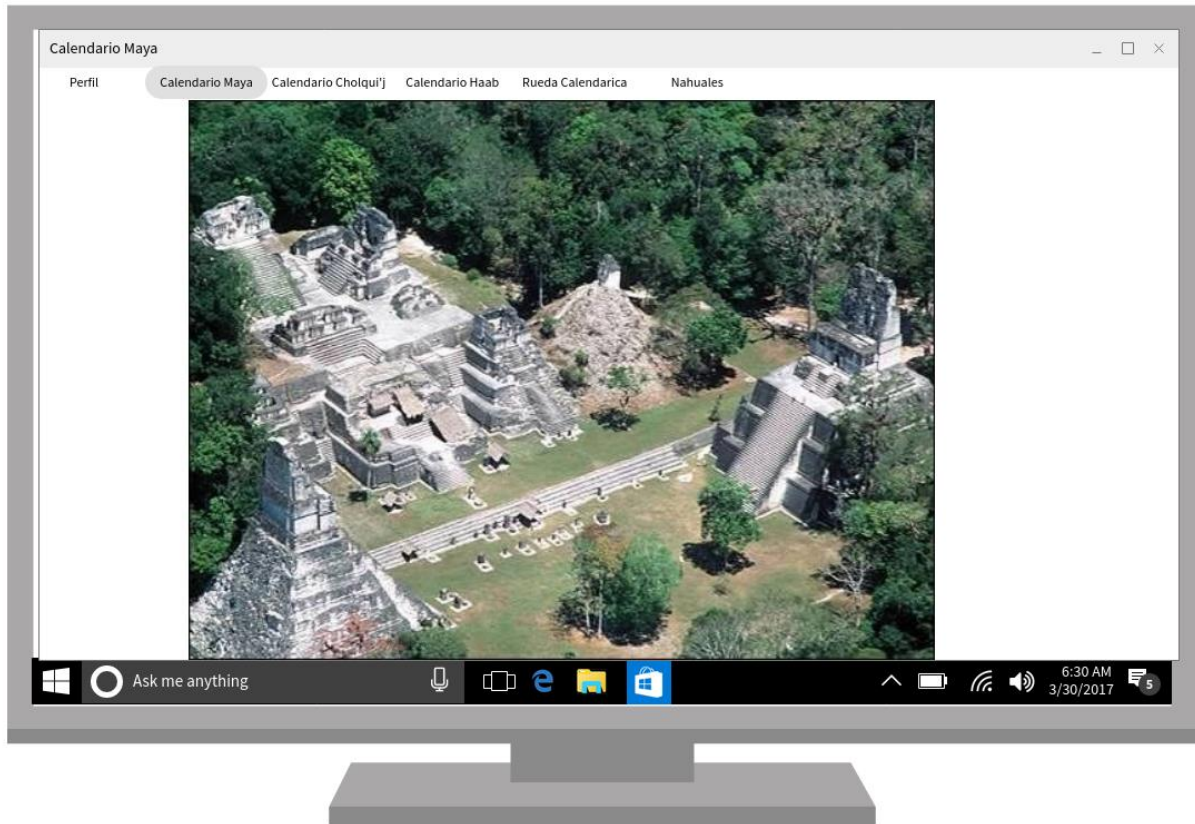 Calendario Maya
Perfil Calendario Maya Calendario Cholqui'j Calendario Haab Rueda Calendarica Nahuales
Ask me anything 6:30 AM
3/30/2017 5